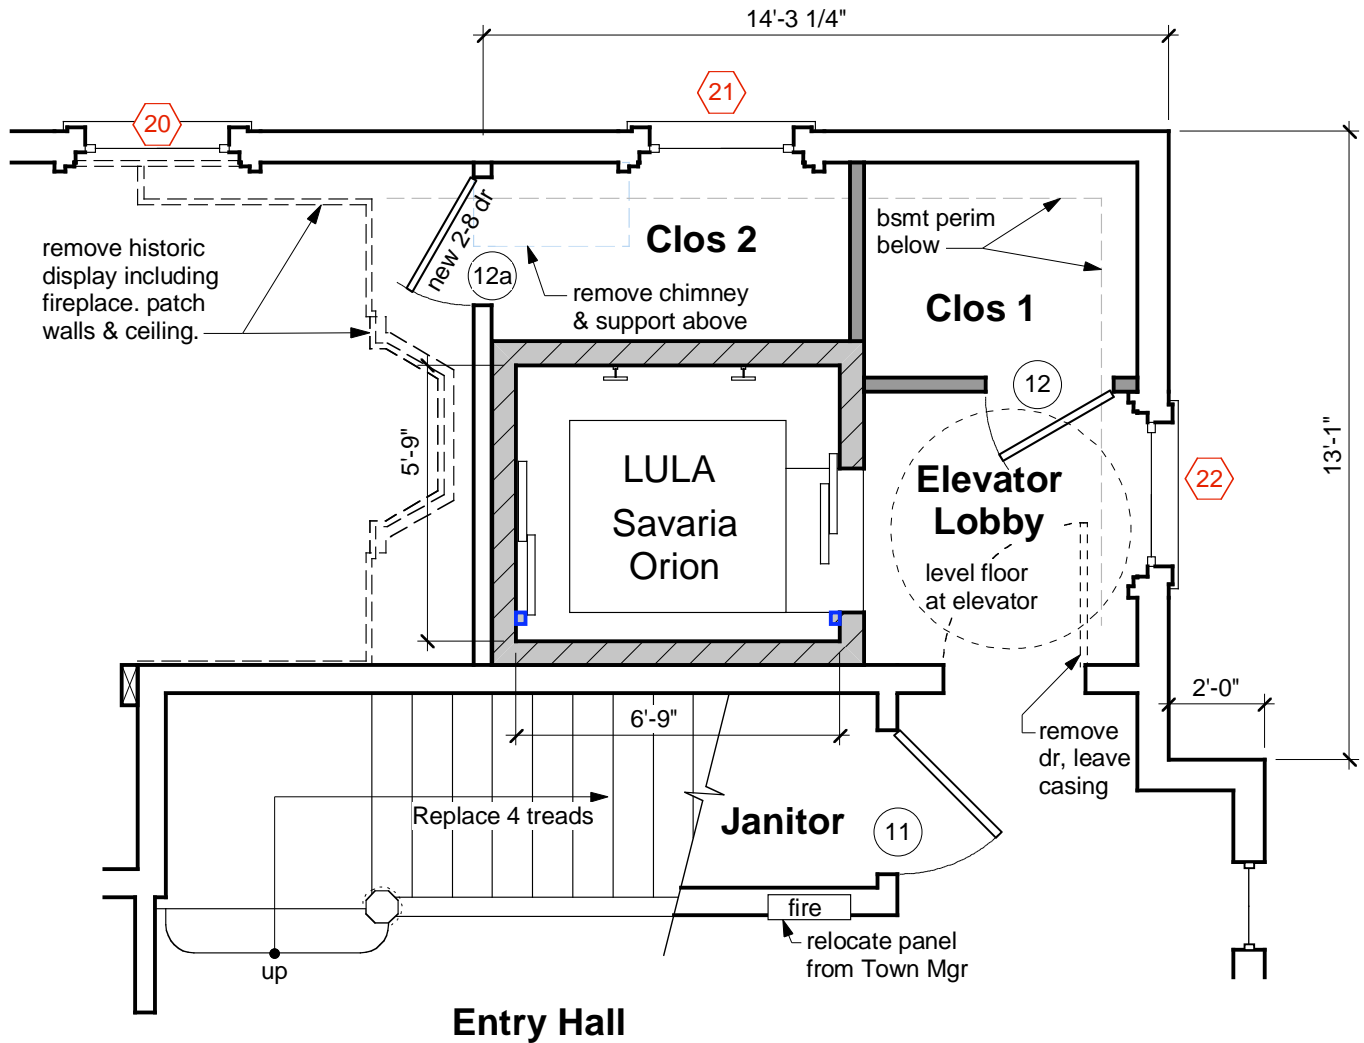 14'-3 1/4"
20
21
remove historic
display including
fireplace. patch
walls & ceiling.
new 2-8 dr
12a
Clos 2
remove chimney
& support above
bsmt perim
below
Clos 1
12
13'-1"
5'-9"
LULA
Savaria
Orion
Elevator
Lobby
22
level floor
at elevator
6'-9"
2'-0"
remove
dr, leave
casing
Replace 4 treads
Janitor
11
fire
relocate panel
from Town Mgr
up
Entry Hall